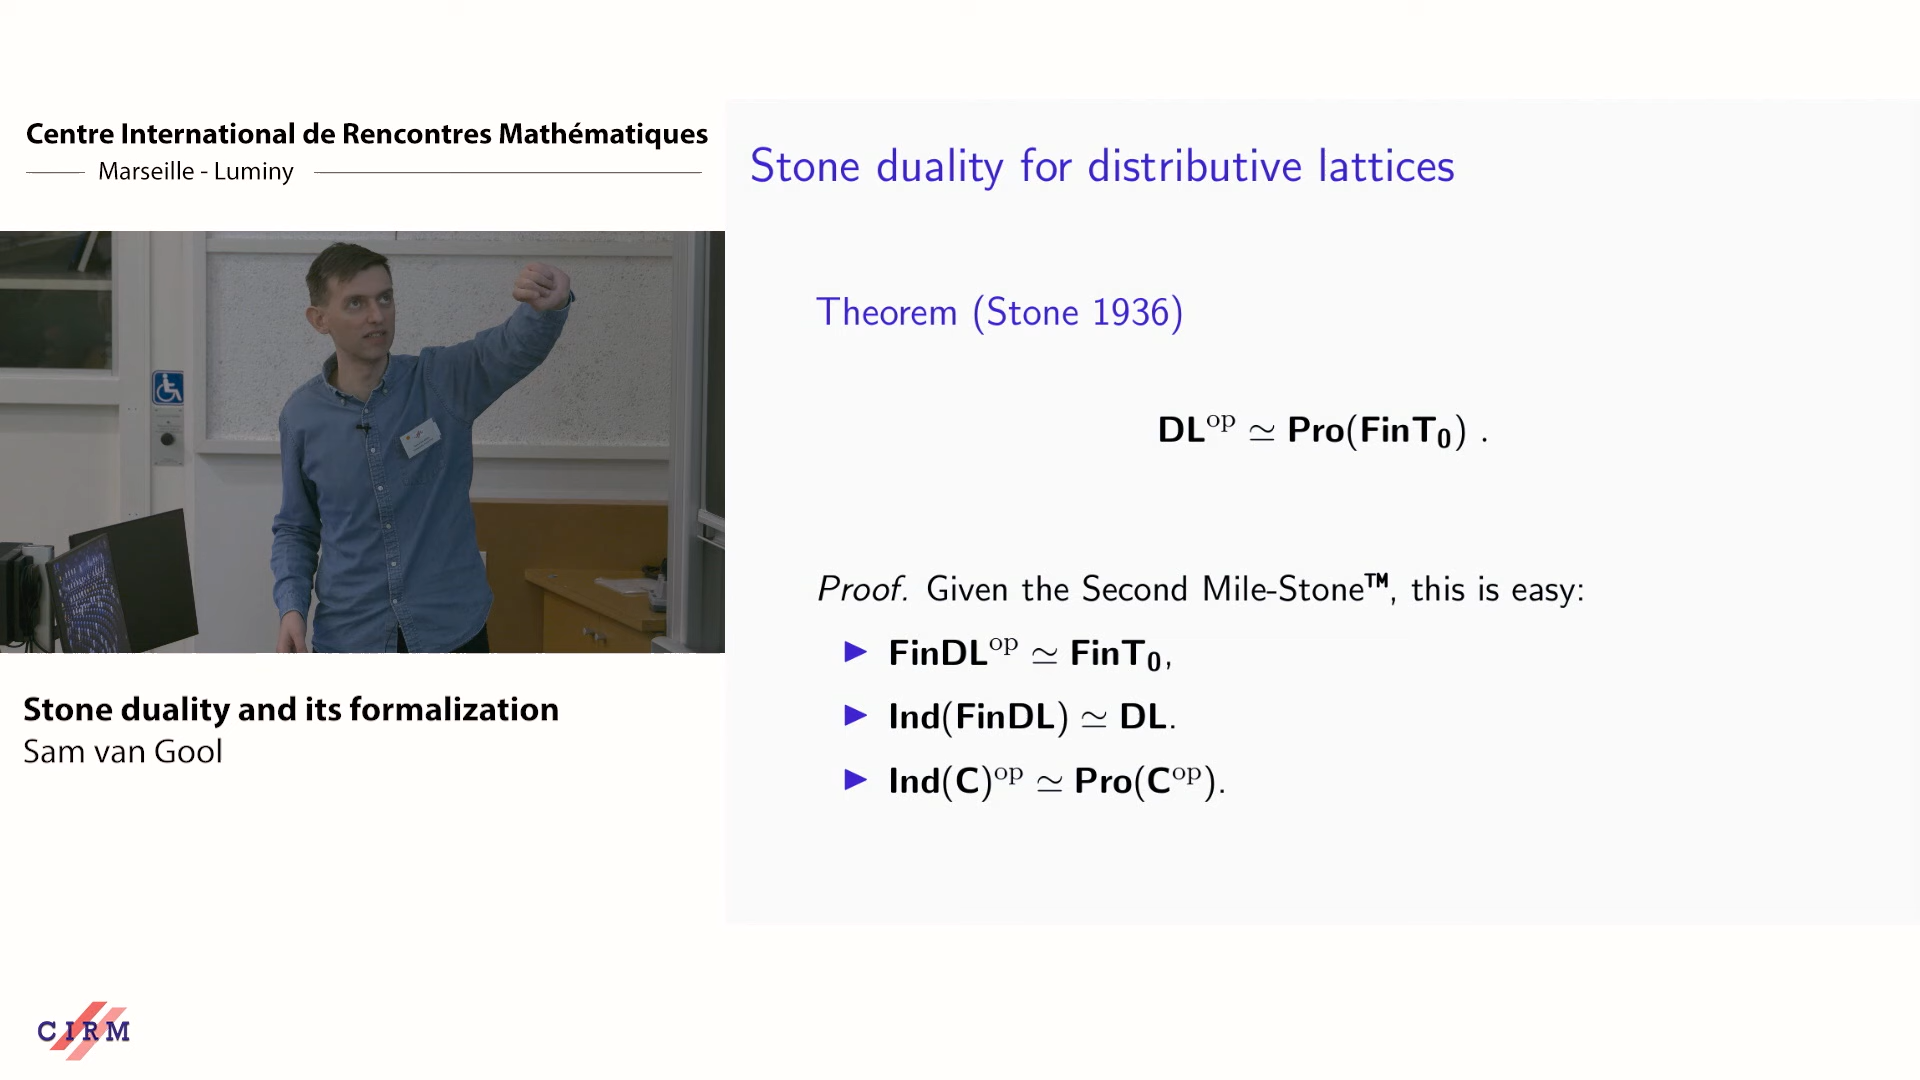 Centre International de Rencontres Mathématiques
Marseille - Luminy
Stone duality for distributive lattices
Theorem (Stone 1936)
DL^op ≃ Pro(FinT₀) .
Proof. Given the Second Mile-Stone™, this is easy:
▶ FinDL^op ≃ FinT₀,
▶ Ind(FinDL) ≃ DL.
▶ Ind(C)^op ≃ Pro(C^op).
Stone duality and its formalization
Sam van Gool
CIRM